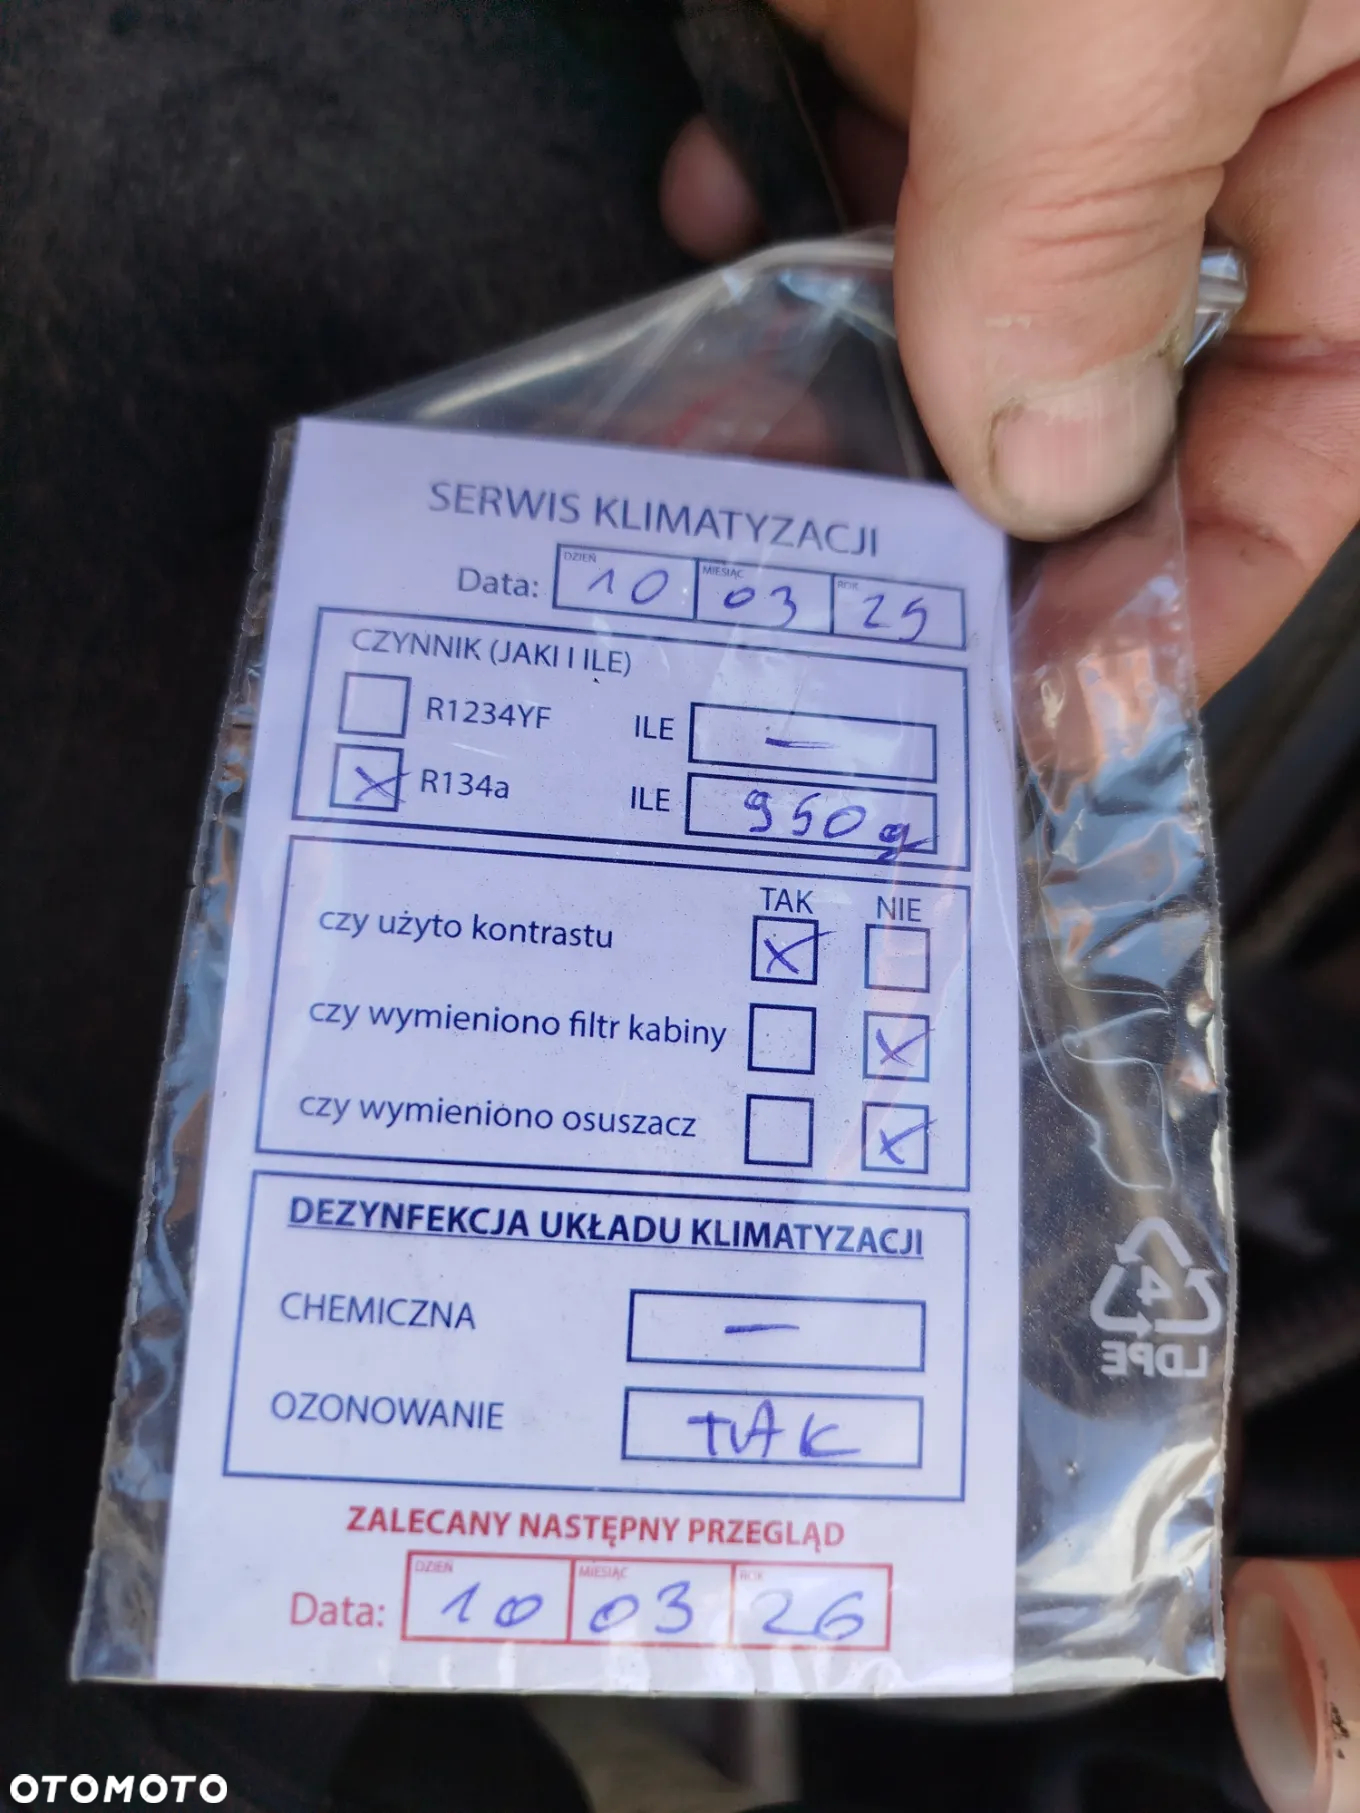 SERWIS KLIMATYZACJI
DZIEŃ MIESIĄC ROK
Data: 10 03 25
CZYNNIK (JAKI I ILE)
R1234YF ILE —
X R134a ILE 950g
TAK NIE
czy użyto kontrastu X
czy wymieniono filtr kabiny X
czy wymieniono osuszacz X
DEZYNFEKCJA UKŁADU KLIMATYZACJI
CHEMICZNA —
OZONOWANIE TAK
ZALECANY NASTĘPNY PRZEGLĄD
DZIEŃ MIESIĄC ROK
Data: 10 03 26
4
LDPE
OTOMOTO